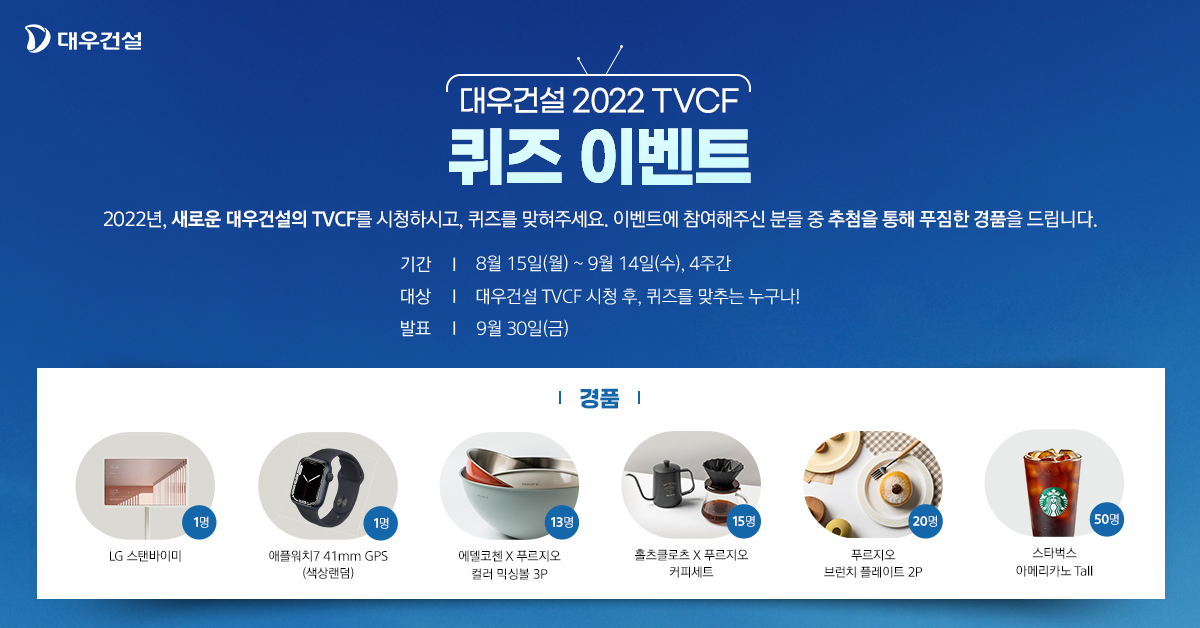 대우건설
대우건설 2022 TVCF
퀴즈 이벤트
2022년, 새로운 대우건설의 TVCF를 시청하시고, 퀴즈를 맞혀주세요. 이벤트에 참여해주신 분들 중 추첨을 통해 푸짐한 경품을 드립니다.
기간 | 8월 15일(월) ~ 9월 14일(수), 4주간
대상 | 대우건설 TVCF 시청 후, 퀴즈를 맞추는 누구나!
발표 | 9월 30일(금)
경품
1명
LG 스탠바이미
1명
애플워치7 41mm GPS
(색상랜덤)
13명
에델코첸 X 푸르지오
컬러 믹싱볼 3P
15명
홀츠클로츠 X 푸르지오
커피세트
20명
푸르지오
브런치 플레이트 2P
50명
스타벅스
아메리카노 Tall